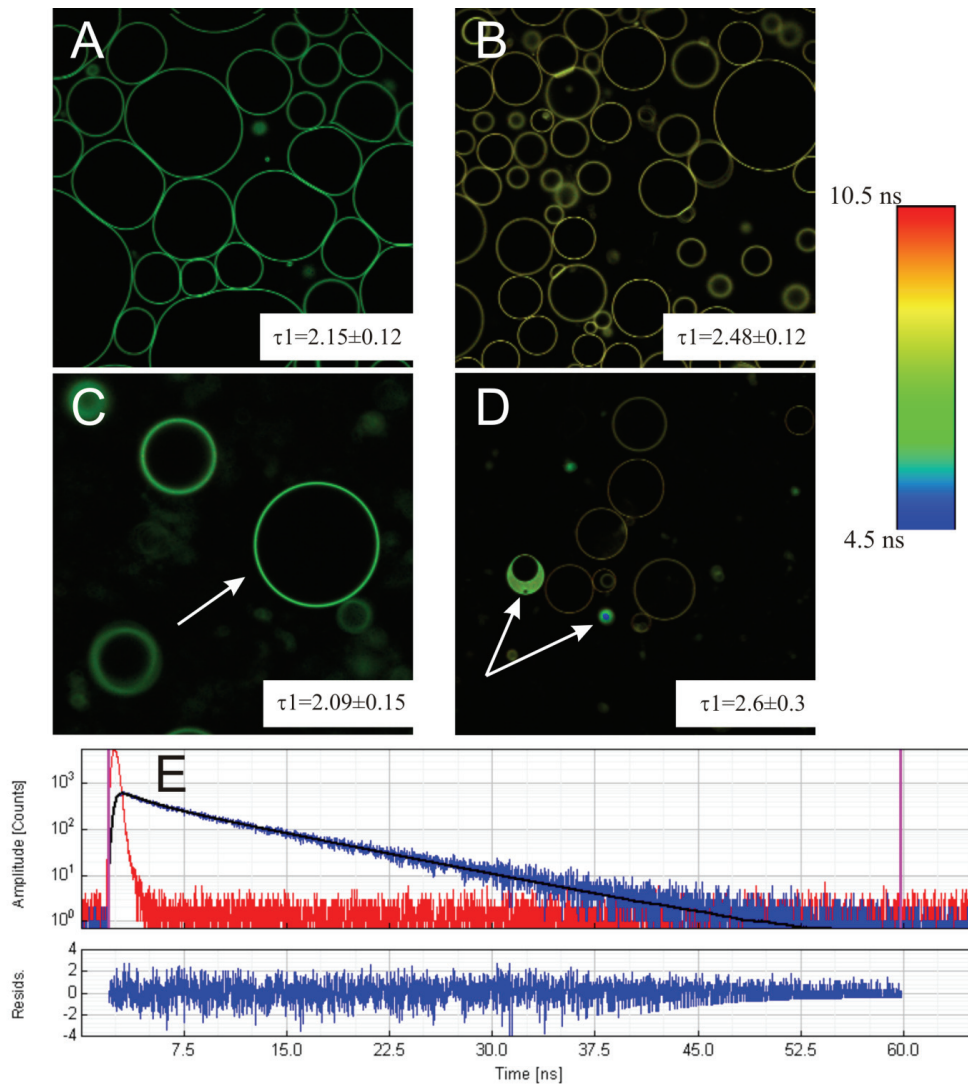 A
B
τ1=2.15±0.12
τ1=2.48±0.12
10.5 ns
4.5 ns
C
D
τ1=2.09±0.15
τ1=2.6±0.3
E
Amplitude [Counts]
10³
10²
10¹
10⁰
Resids.
4
2
0
-2
-4
7.5 15.0 22.5 30.0 37.5 45.0 52.5 60.0
Time [ns]